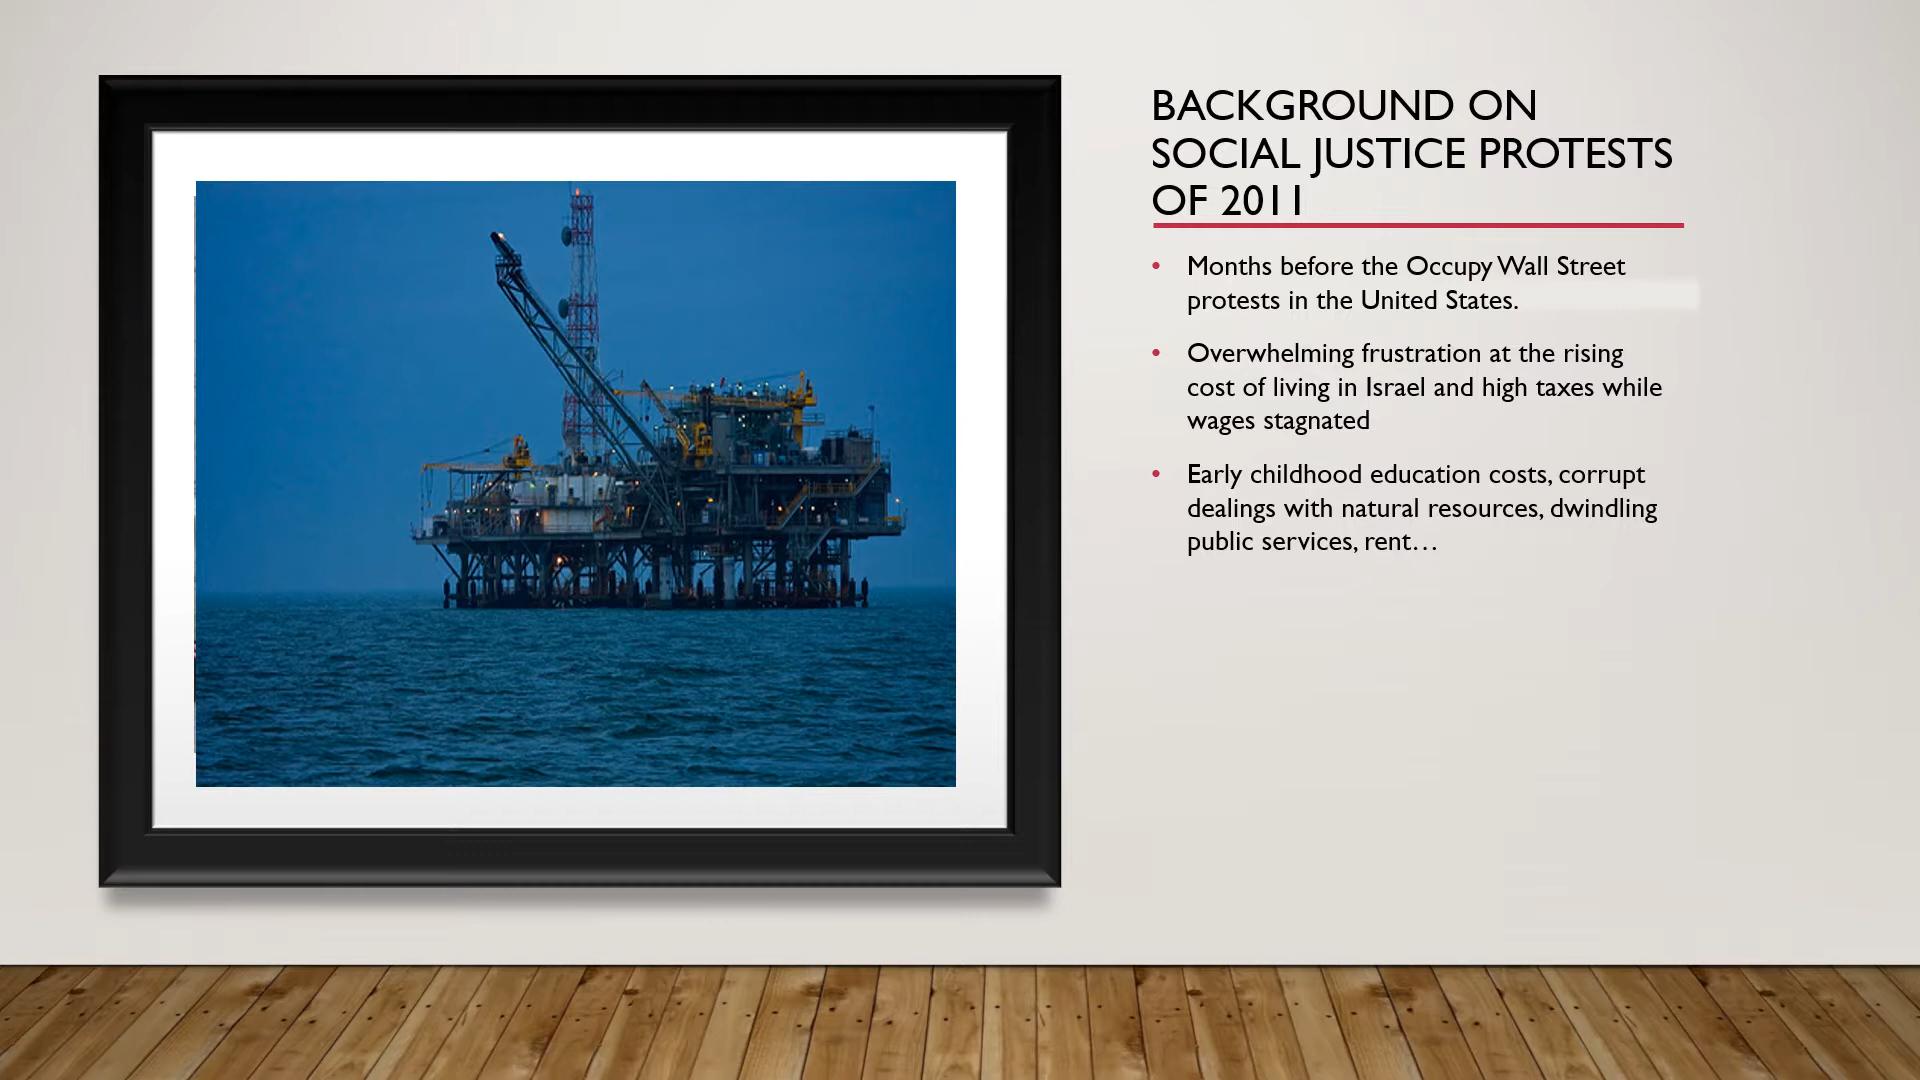 BACKGROUND ON
SOCIAL JUSTICE PROTESTS
OF 2011
• Months before the Occupy Wall Street
protests in the United States.
• Overwhelming frustration at the rising
cost of living in Israel and high taxes while
wages stagnated
• Early childhood education costs, corrupt
dealings with natural resources, dwindling
public services, rent…